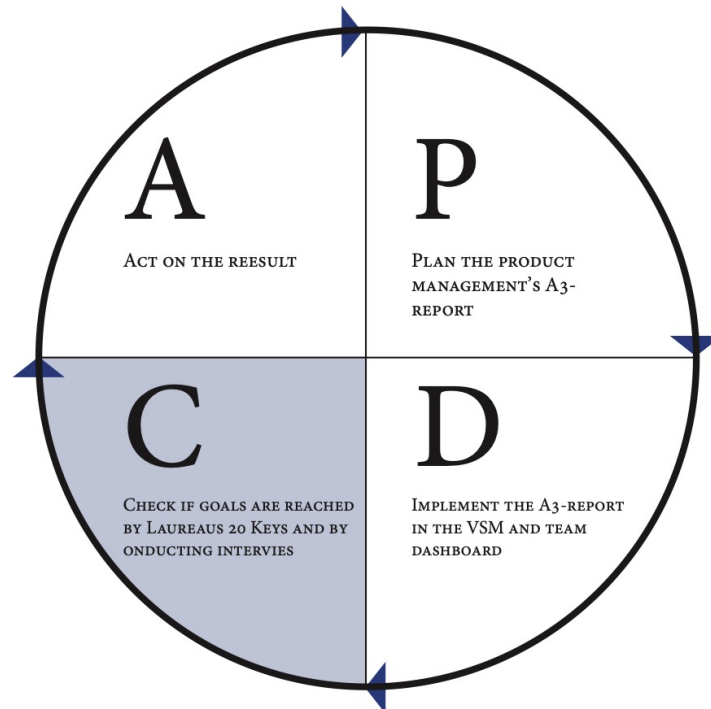 A
ACT ON THE REESULT
P
PLAN THE PRODUCT
MANAGEMENT'S A3-
REPORT
C
CHECK IF GOALS ARE REACHED
BY LAUREAUS 20 KEYS AND BY
ONDUCTING INTERVIES
D
IMPLEMENT THE A3-REPORT
IN THE VSM AND TEAM
DASHBOARD